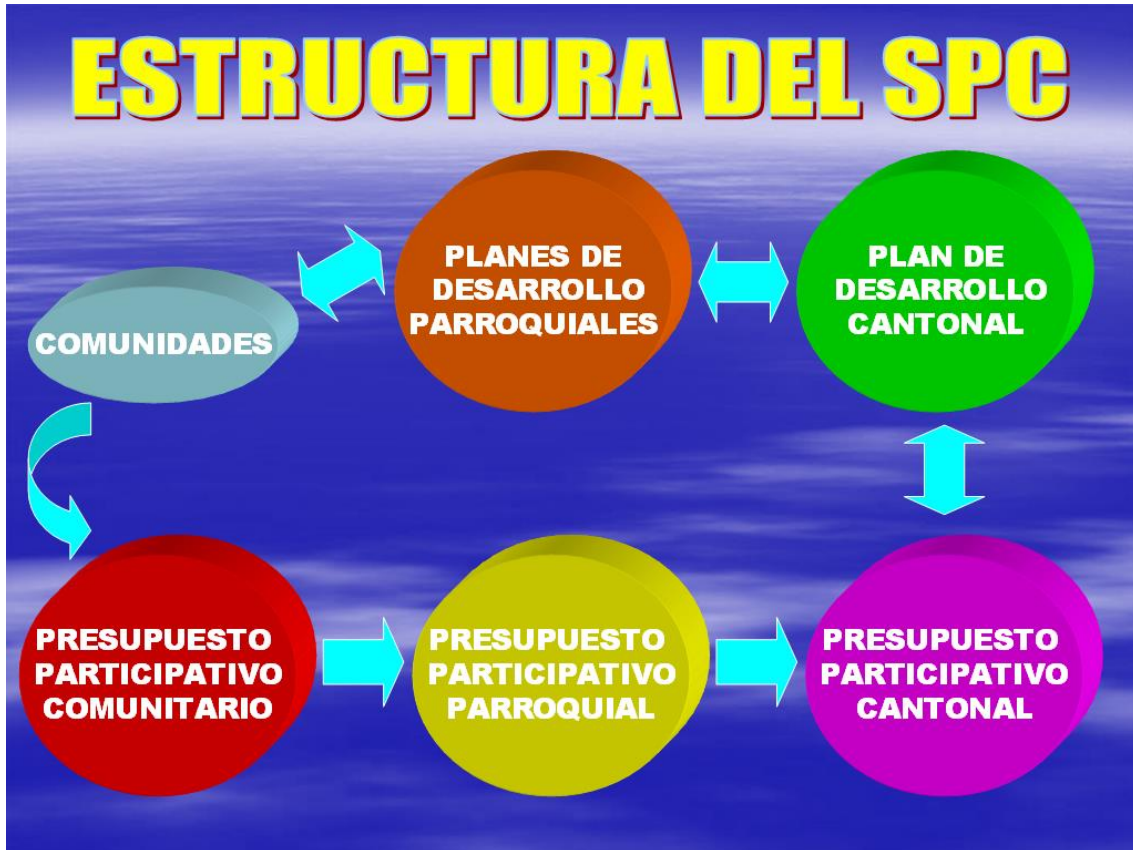 ESTRUCTURA DEL SPC
COMUNIDADES
PLANES DE
DESARROLLO
PARROQUIALES
PLAN DE
DESARROLLO
CANTONAL
PRESUPUESTO
PARTICIPATIVO
COMUNITARIO
PRESUPUESTO
PARTICIPATIVO
PARROQUIAL
PRESUPUESTO
PARTICIPATIVO
CANTONAL